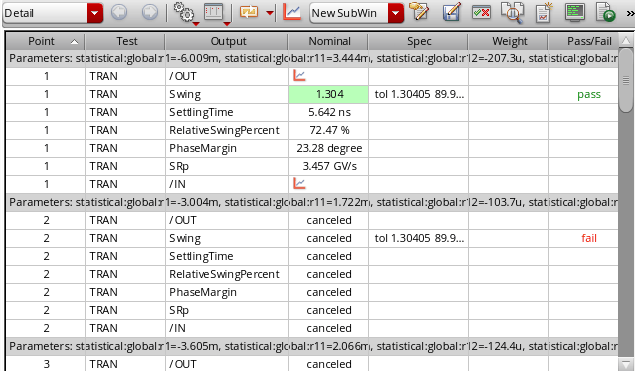 Detail New SubWin
Point Test Output Nominal Spec Weight Pass/Fail
Parameters: statistical:global:r1=-6.009m, statistical:global:r11=3.444m, statistical:global:r12=-207.3u, statistical:global:r1
1 TRAN /OUT
1 TRAN Swing 1.304 tol 1.30405 89.9... pass
1 TRAN SettlingTime 5.642 ns
1 TRAN RelativeSwingPercent 72.47 %
1 TRAN PhaseMargin 23.28 degree
1 TRAN SRp 3.457 GV/s
1 TRAN /IN
Parameters: statistical:global:r1=-3.004m, statistical:global:r11=1.722m, statistical:global:r12=-103.7u, statistical:global:r1
2 TRAN /OUT canceled
2 TRAN Swing canceled tol 1.30405 89.9... fail
2 TRAN SettlingTime canceled
2 TRAN RelativeSwingPercent canceled
2 TRAN PhaseMargin canceled
2 TRAN SRp canceled
2 TRAN /IN canceled
Parameters: statistical:global:r1=-3.605m, statistical:global:r11=2.066m, statistical:global:r12=-124.4u, statistical:global:r1
3 TRAN /OUT canceled